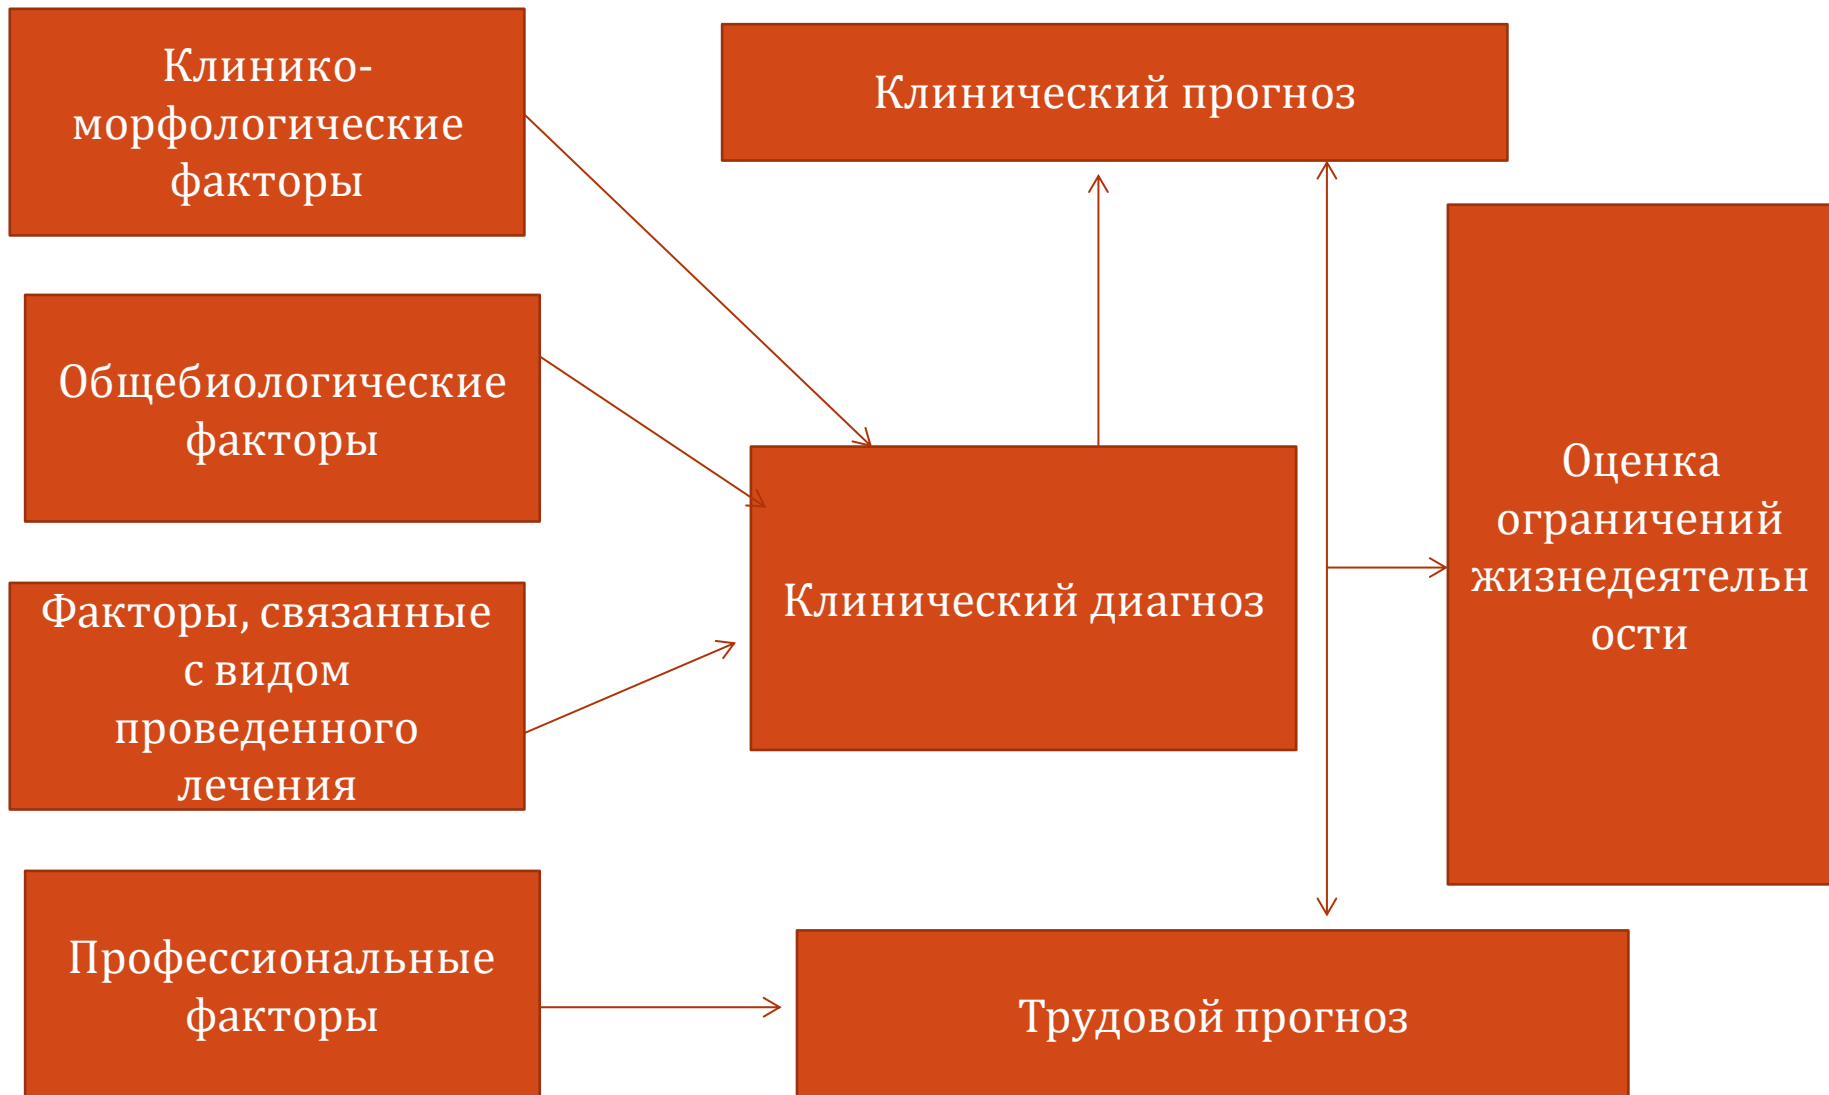 Клинико-
морфологические
факторы
Клинический прогноз
Общебиологические
факторы
Факторы, связанные
с видом
проведенного
лечения
Клинический диагноз
Оценка
ограничений
жизнедеятельн
ости
Профессиональные
факторы
Трудовой прогноз